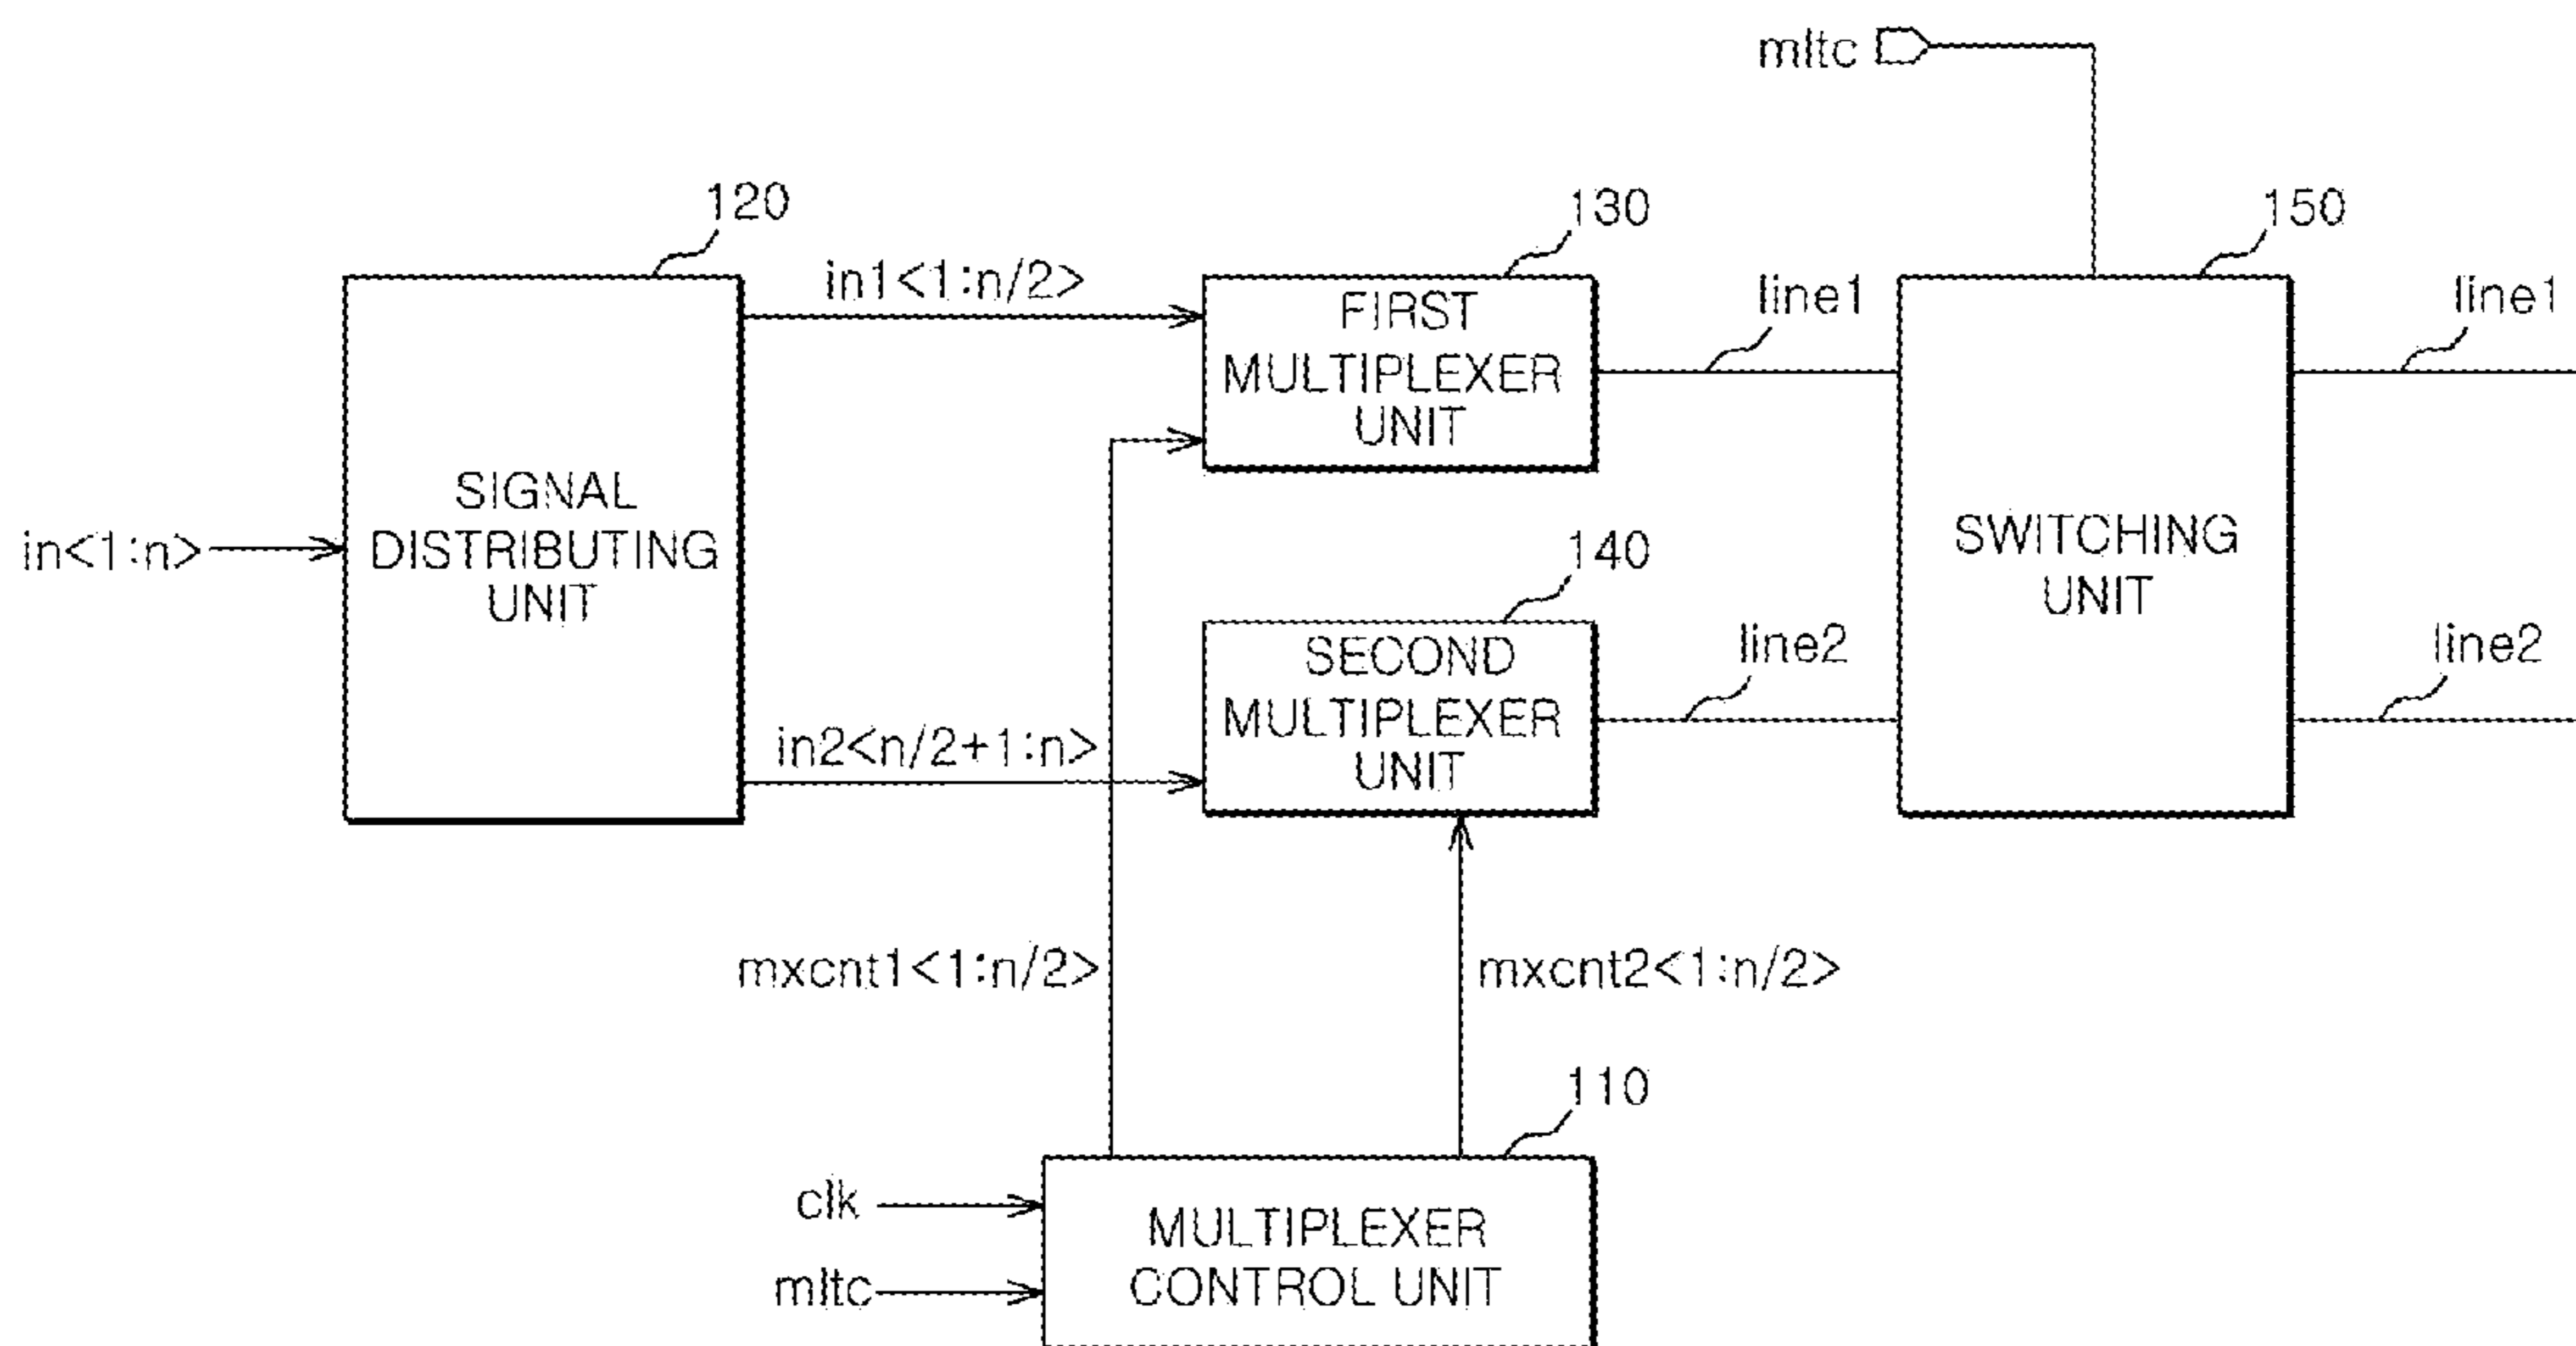 mltc
120
130
150
in1<1:n/2>
line1
line1
FIRST
MULTIPLEXER
UNIT
SIGNAL
DISTRIBUTING
UNIT
in<1:n>
140
SWITCHING
UNIT
SECOND
MULTIPLEXER
UNIT
line2
line2
in2<n/2+1:n>
mxcnt1<1:n/2>
mxcnt2<1:n/2>
110
clk
mltc
MULTIPLEXER
CONTROL UNIT